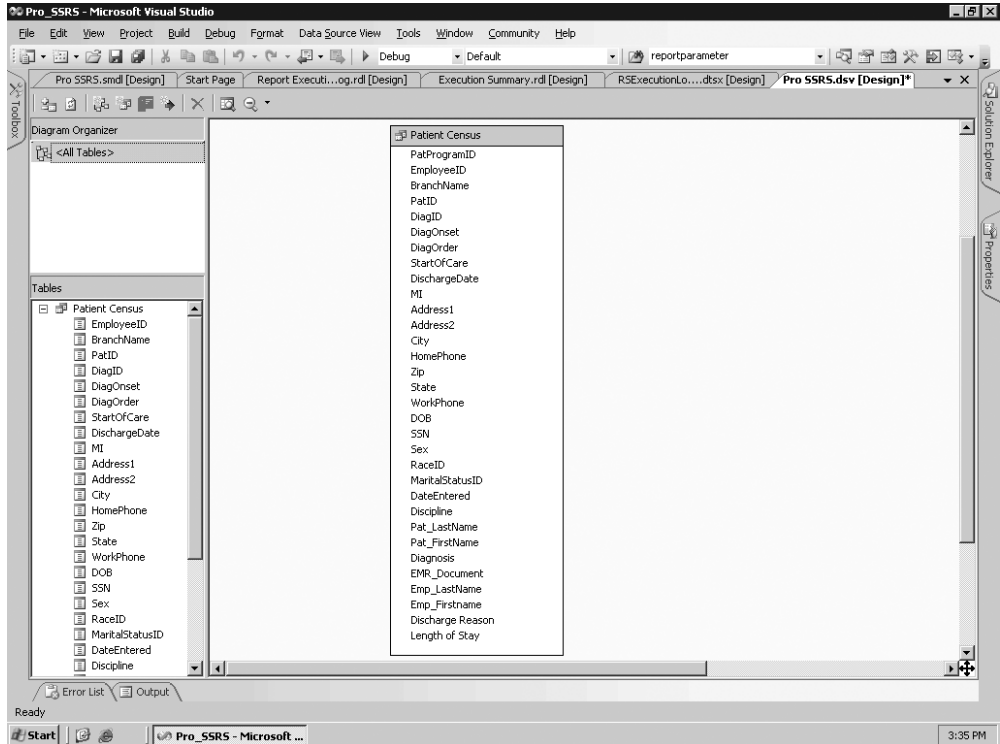 Pro_SSRS - Microsoft Visual Studio
File Edit View Project Build Debug Format Data Source View Tools Window Community Help
Debug Default reportparameter
Pro SSRS.smdl [Design] Start Page Report Executi...og.rdl [Design] Execution Summary.rdl [Design] RSExecutionLo....dtsx [Design] Pro SSRS.dsv [Design]*
Toolbox
Diagram Organizer
<All Tables>
Tables
Patient Census
EmployeeID
BranchName
PatID
DiagID
DiagOnset
DiagOrder
StartOfCare
DischargeDate
MI
Address1
Address2
City
HomePhone
Zip
State
WorkPhone
DOB
SSN
Sex
RaceID
MaritalStatusID
DateEntered
Discipline
Patient Census
PatProgramID
EmployeeID
BranchName
PatID
DiagID
DiagOnset
DiagOrder
StartOfCare
DischargeDate
MI
Address1
Address2
City
HomePhone
Zip
State
WorkPhone
DOB
SSN
Sex
RaceID
MaritalStatusID
DateEntered
Discipline
Pat_LastName
Pat_FirstName
Diagnosis
EMR_Document
Emp_LastName
Emp_Firstname
Discharge Reason
Length of Stay
Solution Explorer
Properties
Error List Output
Ready
Start Pro_SSRS - Microsoft ... 3:35 PM